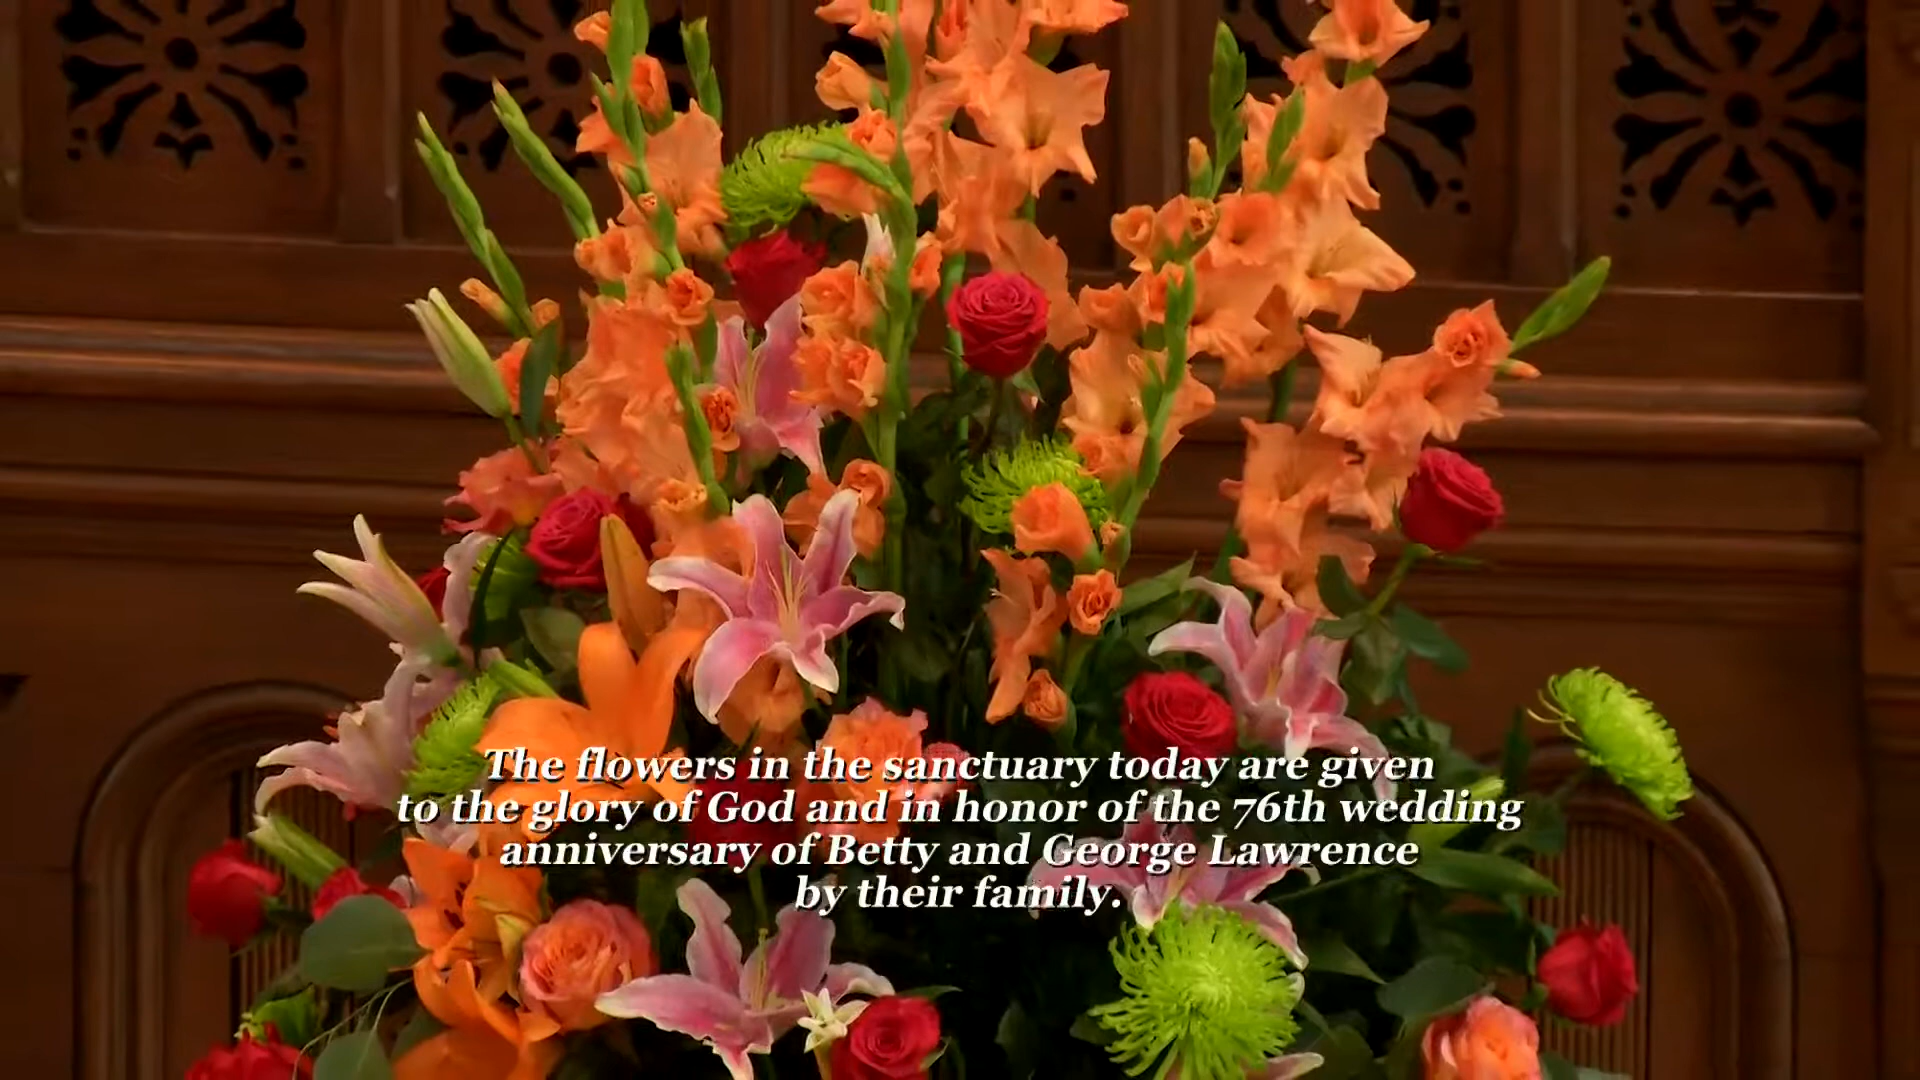 The flowers in the sanctuary today are given
to the glory of God and in honor of the 76th wedding
anniversary of Betty and George Lawrence
by their family.